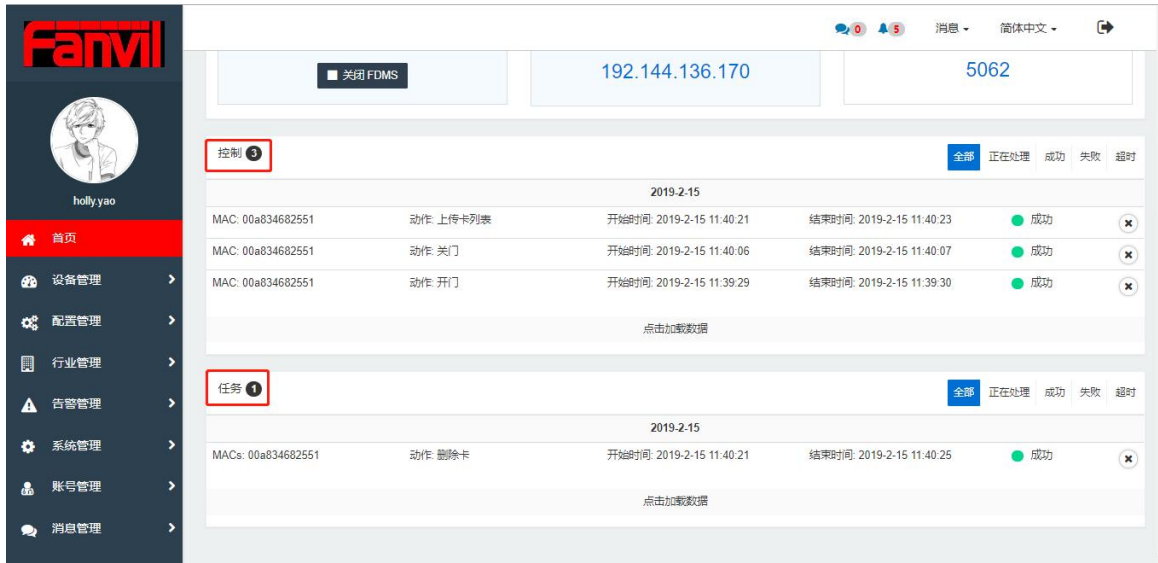 Fanvil
0 5 消息 简体中文
关闭 FDMS 192.144.136.170 5062
holly.yao
首页
设备管理
配置管理
行业管理
告警管理
系统管理
账号管理
消息管理
控制 3 全部 正在处理 成功 失败 超时
2019-2-15
MAC: 00a834682551 动作: 上传卡列表 开始时间: 2019-2-15 11:40:21 结束时间: 2019-2-15 11:40:23 成功
MAC: 00a834682551 动作: 关门 开始时间: 2019-2-15 11:40:06 结束时间: 2019-2-15 11:40:07 成功
MAC: 00a834682551 动作: 开门 开始时间: 2019-2-15 11:39:29 结束时间: 2019-2-15 11:39:30 成功
点击加载数据
任务 1 全部 正在处理 成功 失败 超时
2019-2-15
MACs: 00a834682551 动作: 删除卡 开始时间: 2019-2-15 11:40:21 结束时间: 2019-2-15 11:40:25 成功
点击加载数据